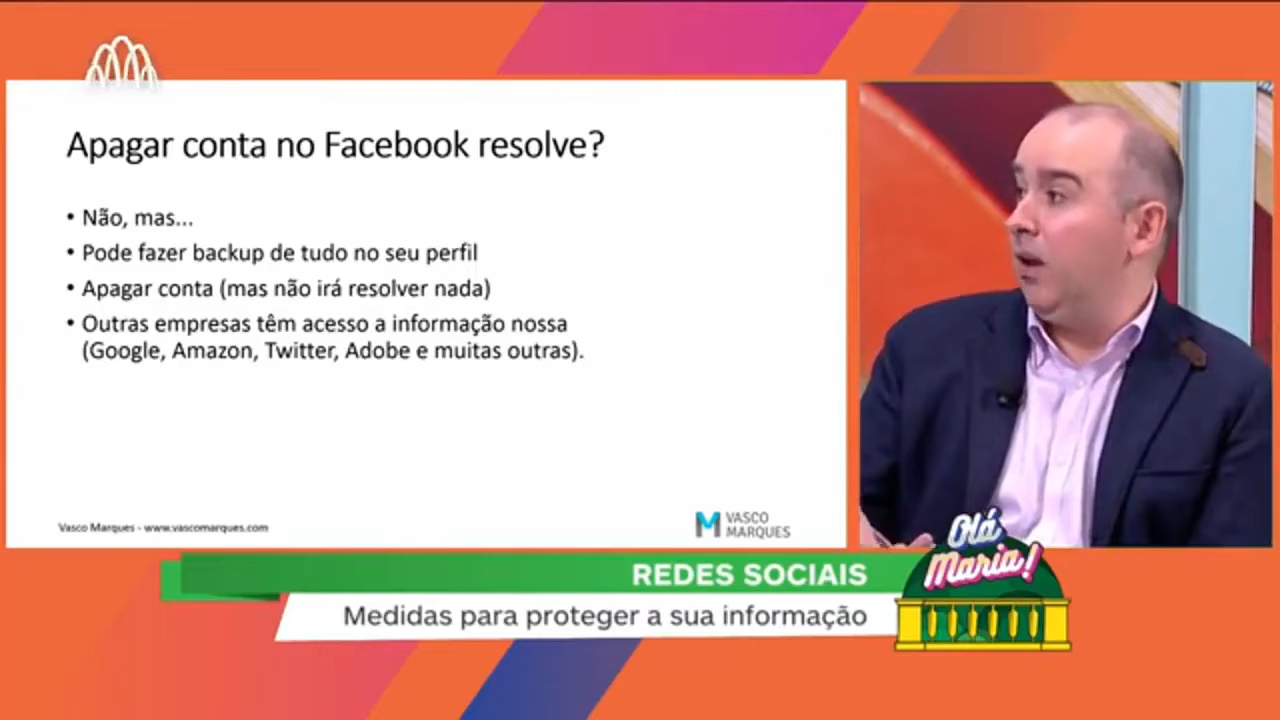 Apagar conta no Facebook resolve?
• Não, mas...
• Pode fazer backup de tudo no seu perfil
• Apagar conta (mas não irá resolver nada)
• Outras empresas têm acesso a informação nossa
(Google, Amazon, Twitter, Adobe e muitas outras).
Vasco Marques - www.vascomarques.com
VASCO
MARQUES
Olá
Maria!
REDES SOCIAIS
Medidas para proteger a sua informação